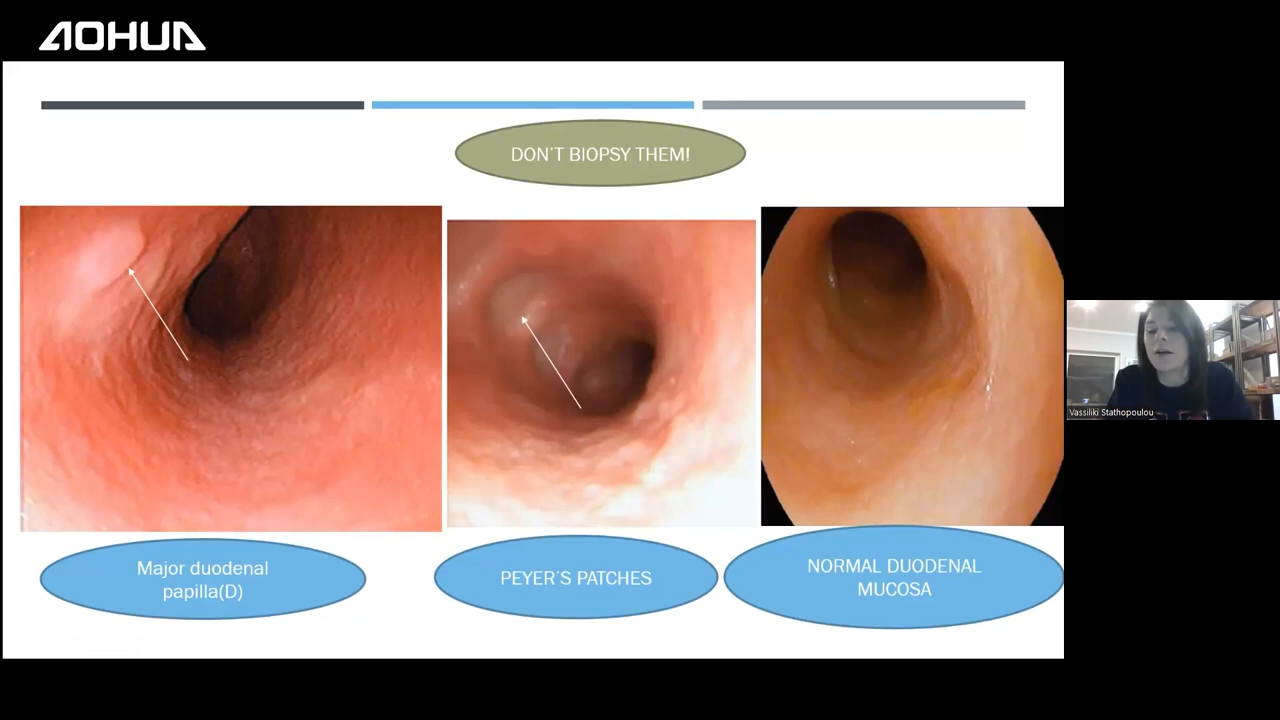 AOHUA
DON'T BIOPSY THEM!
Major duodenal
papilla(D)
PEYER'S PATCHES
NORMAL DUODENAL
MUCOSA
Vassiliki Stathopoulou